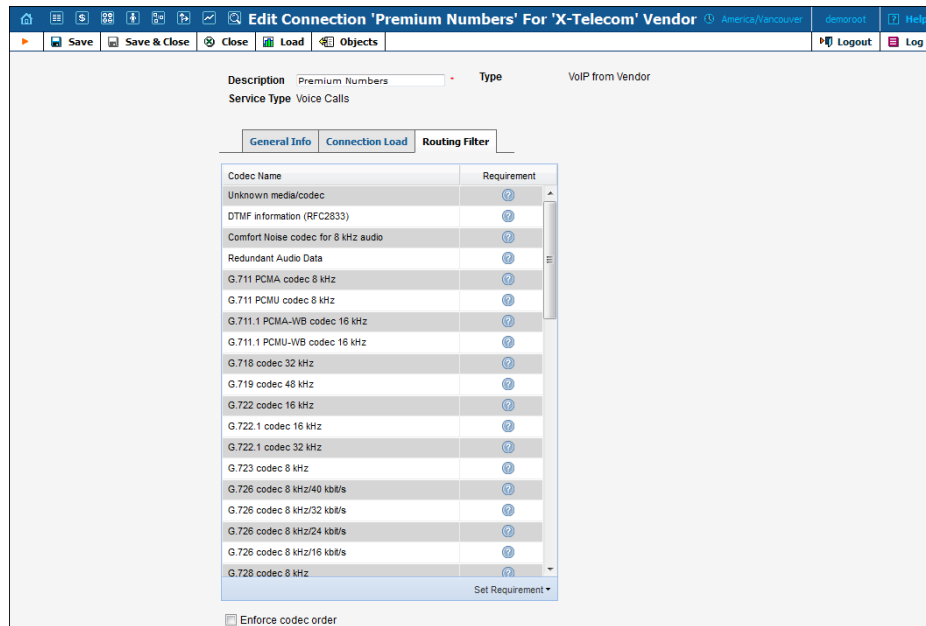 Edit Connection 'Premium Numbers' For 'X-Telecom' Vendor America/Vancouver demoroot Help
Save Save & Close Close Load Objects Logout Log
Description Premium Numbers * Type VoIP from Vendor
Service Type Voice Calls
General Info Connection Load Routing Filter
Codec Name Requirement
Unknown media/codec
DTMF information (RFC2833)
Comfort Noise codec for 8 kHz audio
Redundant Audio Data
G.711 PCMA codec 8 kHz
G.711 PCMU codec 8 kHz
G.711.1 PCMA-WB codec 16 kHz
G.711.1 PCMU-WB codec 16 kHz
G.718 codec 32 kHz
G.719 codec 48 kHz
G.722 codec 16 kHz
G.722.1 codec 16 kHz
G.722.1 codec 32 kHz
G.723 codec 8 kHz
G.726 codec 8 kHz/40 kbit/s
G.726 codec 8 kHz/32 kbit/s
G.726 codec 8 kHz/24 kbit/s
G.726 codec 8 kHz/16 kbit/s
G.728 codec 8 kHz
Set Requirement
Enforce codec order